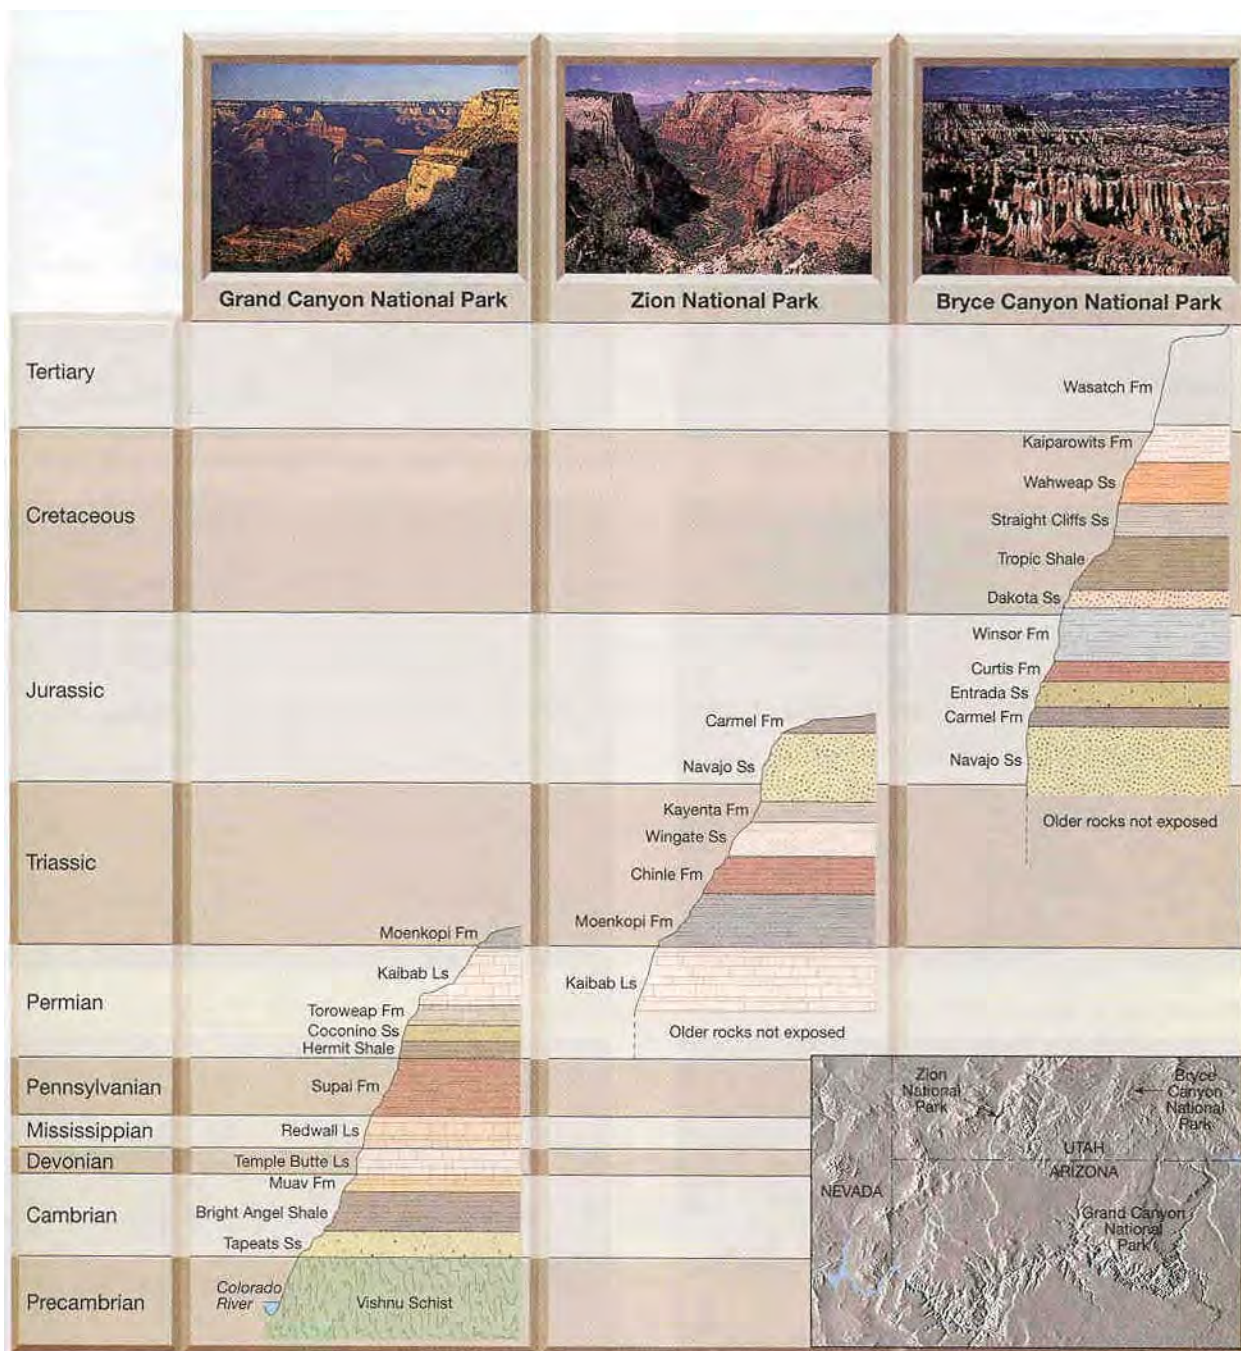 Grand Canyon National Park
Zion National Park
Bryce Canyon National Park
Tertiary
Wasatch Fm
Cretaceous
Kaiparowits Fm
Wahweap Ss
Straight Cliffs Ss
Tropic Shale
Dakota Ss
Jurassic
Winsor Fm
Curtis Fm
Entrada Ss
Carmel Fm
Navajo Ss
Older rocks not exposed
Carmel Fm
Navajo Ss
Triassic
Kayenta Fm
Wingate Ss
Chinle Fm
Moenkopi Fm
Kaibab Ls
Older rocks not exposed
Moenkopi Fm
Permian
Kaibab Ls
Toroweap Fm
Coconino Ss
Hermit Shale
Pennsylvanian
Supai Fm
Mississippian
Redwall Ls
Devonian
Temple Butte Ls
Cambrian
Muav Fm
Bright Angel Shale
Tapeats Ss
Precambrian
Colorado
River
Vishnu Schist
Zion
National
Park
Bryce
Canyon
National
Park
UTAH
ARIZONA
NEVADA
Grand Canyon
National
Park